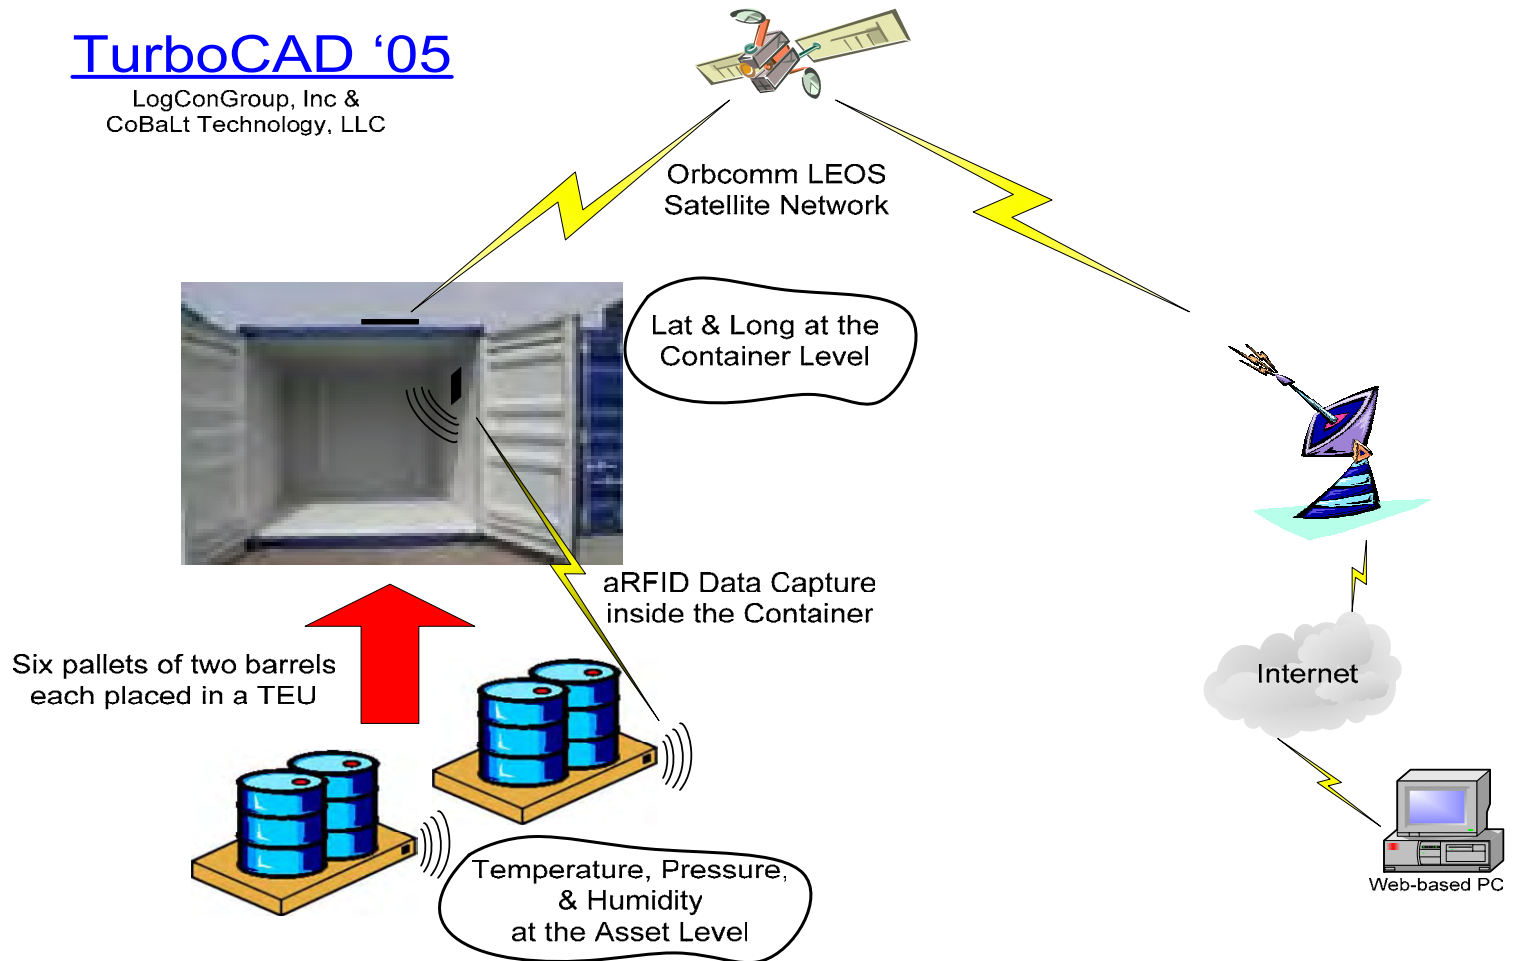 TurboCAD ‘05
LogConGroup, Inc &
CoBaLt Technology, LLC
Orbcomm LEOS
Satellite Network
Lat & Long at the
Container Level
aRFID Data Capture
inside the Container
Six pallets of two barrels
each placed in a TEU
Internet
Temperature, Pressure,
& Humidity
at the Asset Level
Web-based PC